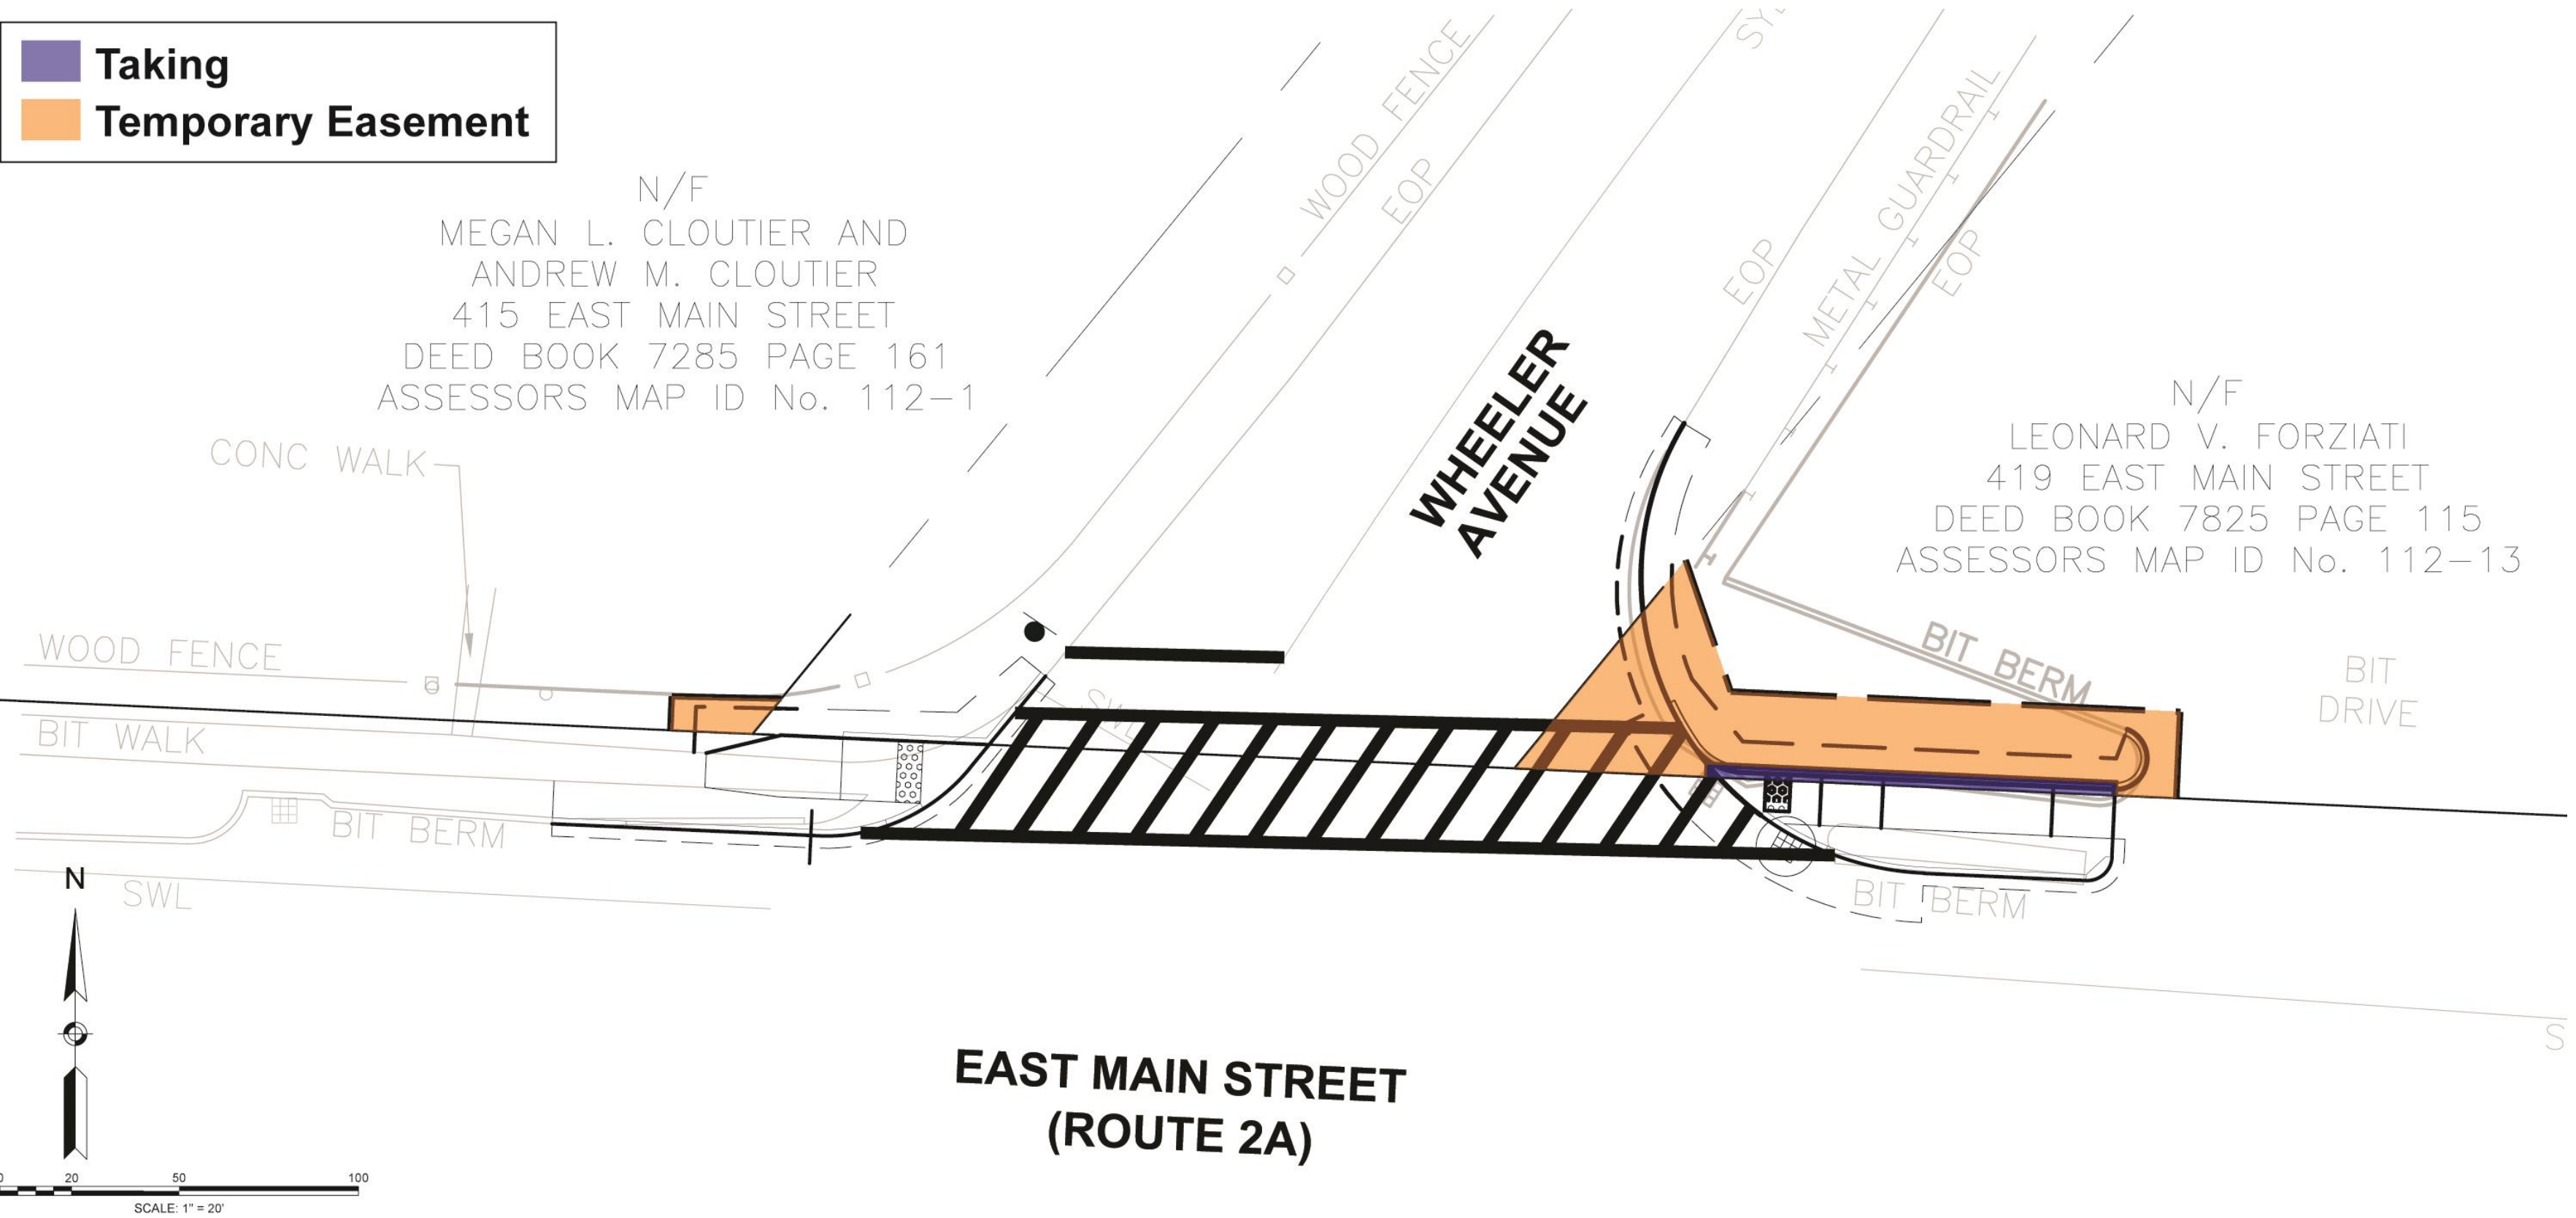 Taking
Temporary Easement
N/F
MEGAN L. CLOUTIER AND
ANDREW M. CLOUTIER
415 EAST MAIN STREET
DEED BOOK 7285 PAGE 161
ASSESSORS MAP ID No. 112-1
WOOD FENCE
EOP
EOP
METAL GUARDRAIL
EOP
WHEELER
AVENUE
N/F
LEONARD V. FORZIATI
419 EAST MAIN STREET
DEED BOOK 7825 PAGE 115
ASSESSORS MAP ID No. 112-13
CONC WALK
WOOD FENCE
BIT WALK
BIT BERM
SWL
BIT BERM
BIT
DRIVE
BIT BERM
N
SWL
EAST MAIN STREET
(ROUTE 2A)
0 20 50 100
SCALE: 1" = 20'